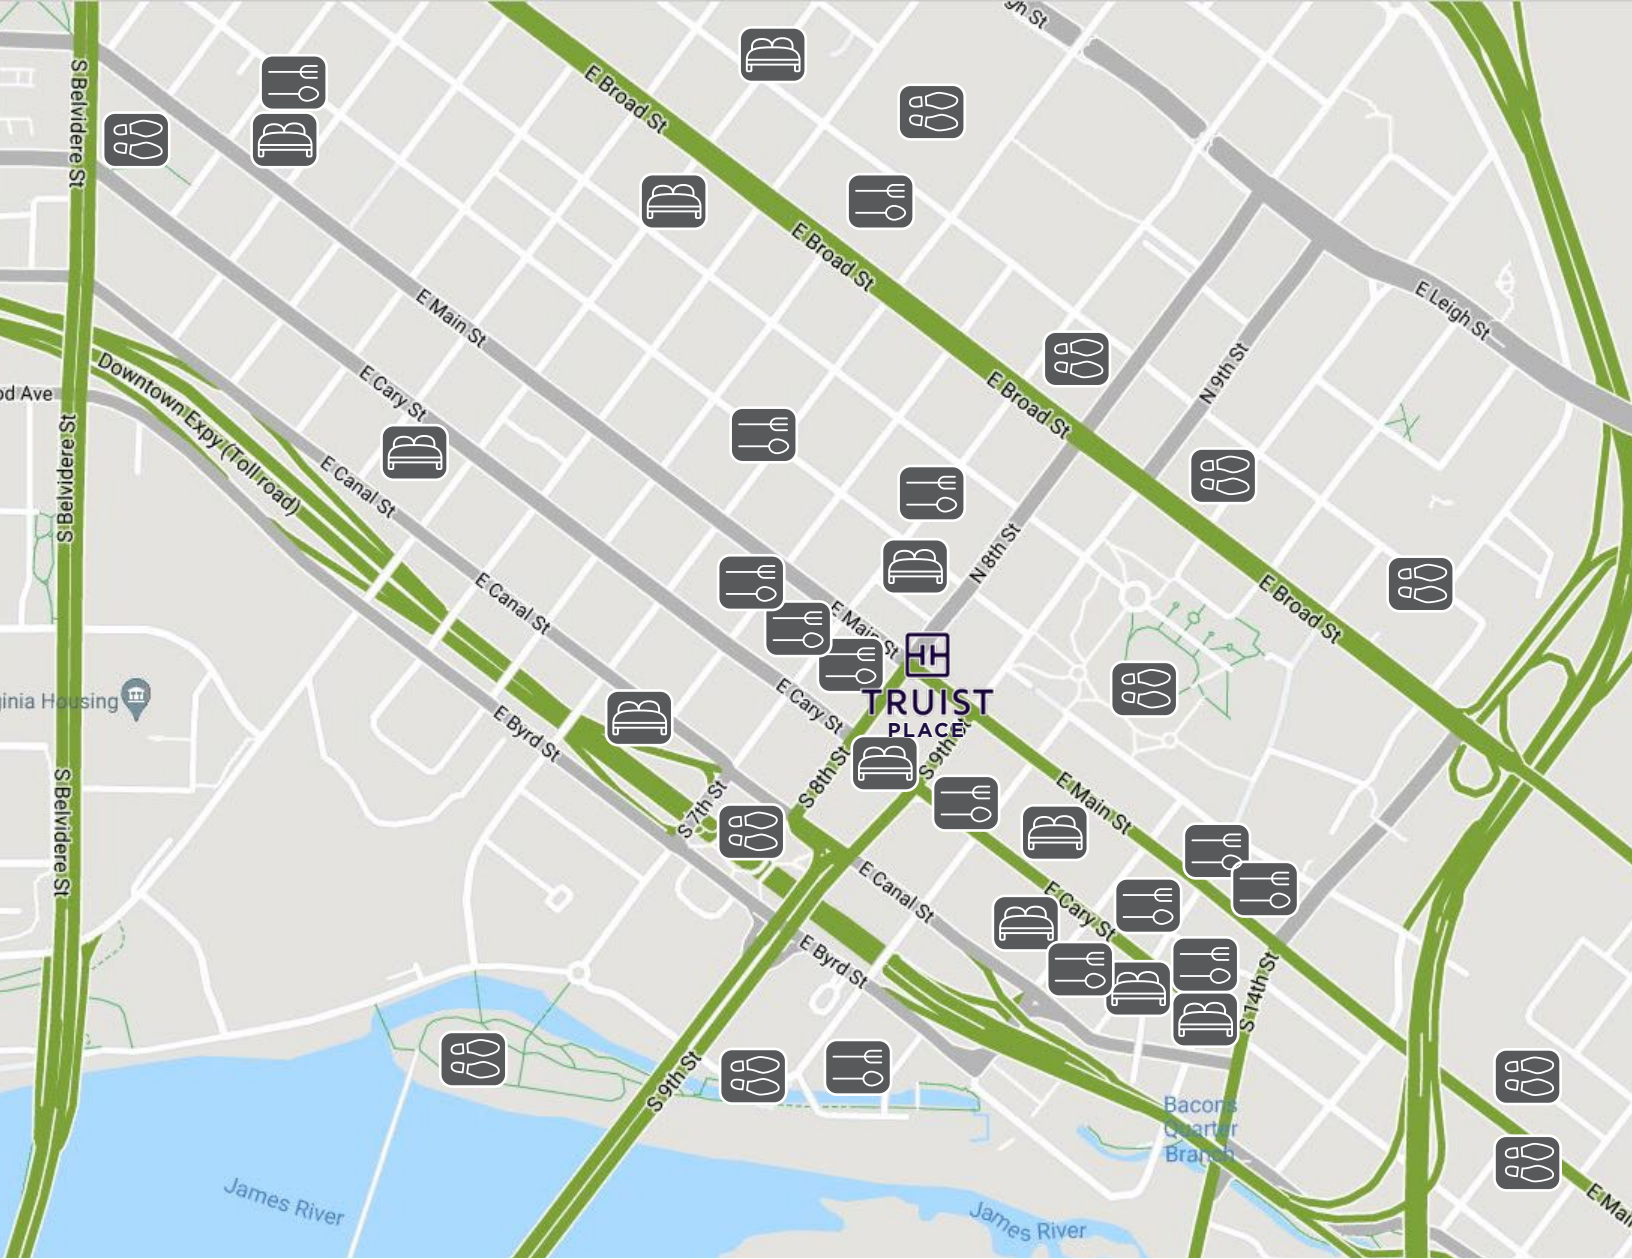 gh St
S Belvidere St
E Broad St
E Broad St
E Leigh St
E Main St
N 9th St
E Broad St
E Cary St
Downtown Expy (Toll road)
od Ave
S Belvidere St
E Canal St
N 8th St
E Canal St
E Broad St
E Main St
TRUIST
PLACE
ginia Housing
E Cary St
E Byrd St
S 9th
S 8th St
S 7th St
E Main St
S Belvidere St
E Canal St
E Cary St
E Byrd St
S 14th St
S 9th St
Bacons
Quarter
Branch
James River
James River
E Mai